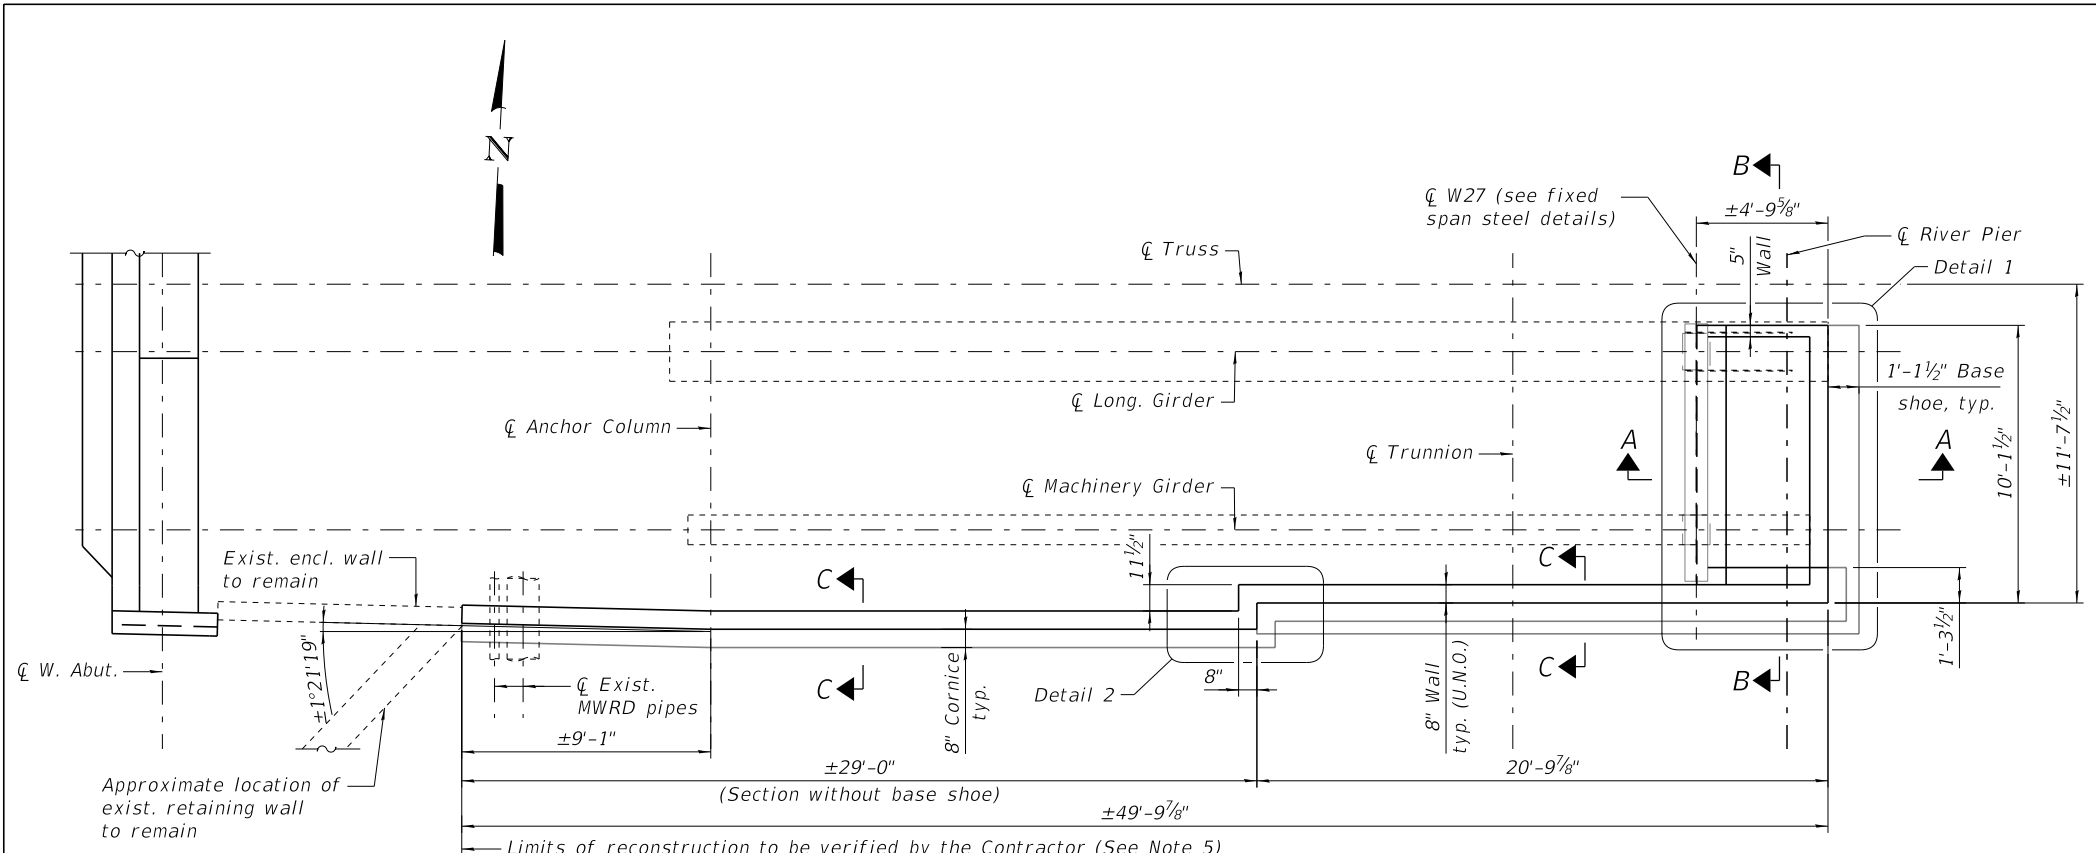 N
B
℄ W27 (see fixed
span steel details)
±4'-9⅝"
℄ River Pier
℄ Truss
5"
Wall
Detail 1
℄ Long. Girder
1'-1½" Base
shoe, typ.
℄ Anchor Column
℄ Trunnion
A
A
10'-1½"
±11'-7½"
℄ Machinery Girder
Exist. encl. wall
to remain
11½"
C
C
±1°21'19"
℄ W. Abut.
℄ Exist.
MWRD pipes
C
8" Cornice
typ.
Detail 2
8"
8" Wall
typ. (U.N.O.)
C
B
1'-3½"
±9'-1"
±29'-0"
(Section without base shoe)
20'-9⅞"
Approximate location of
exist. retaining wall
to remain
±49'-9⅞"
Limits of reconstruction to be verified by the Contractor (See Note 5)